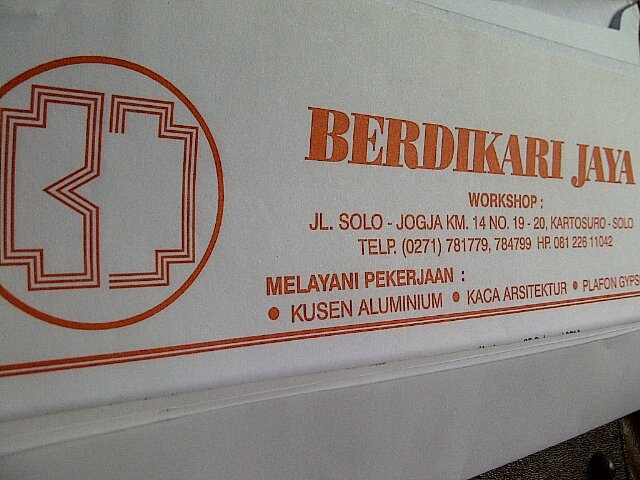 BERDIKARI JAYA
WORKSHOP :
JL. SOLO - JOGJA KM. 14 NO. 19 - 20, KARTOSURO - SOLO
TELP. (0271) 781779, 784799 HP. 081 226 11042
MELAYANI PEKERJAAN :
• KUSEN ALUMINIUM • KACA ARSITEKTUR • PLAFON GYPS